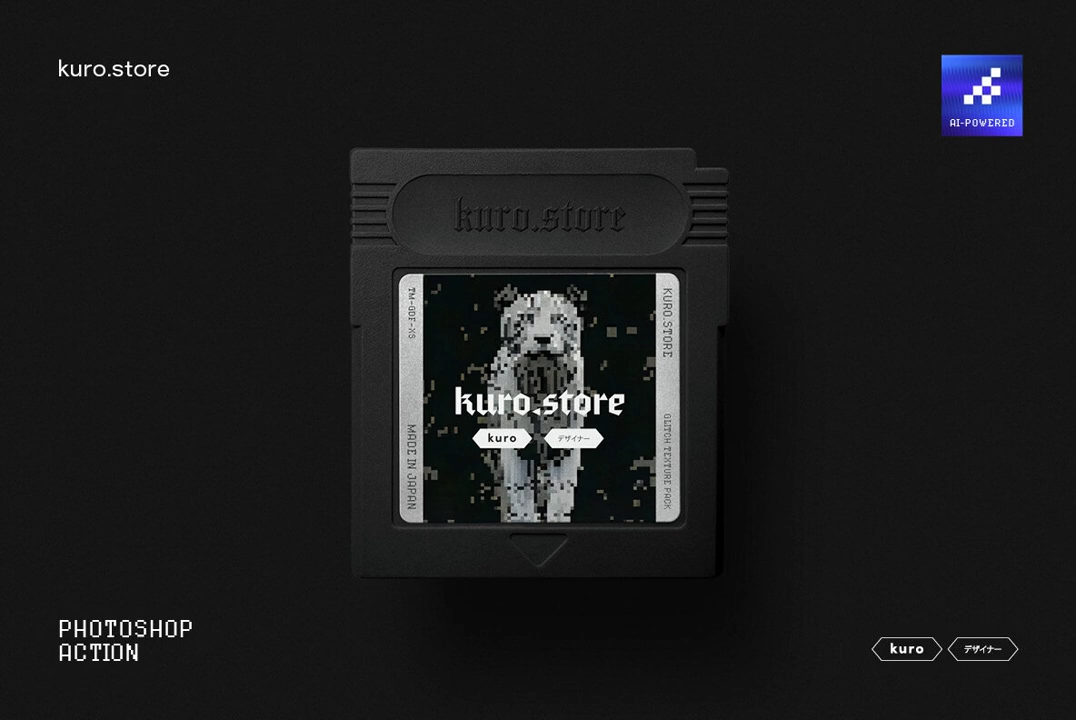 kuro.store
AI-POWERED
kuro.store
TM-GDF-XS
KURO.STORE
kuro.store
kuro
デザイナー
MADE IN JAPAN
GLITCH TEXTURE PACK
PHOTOSHOP
ACTION
kuro
デザイナー